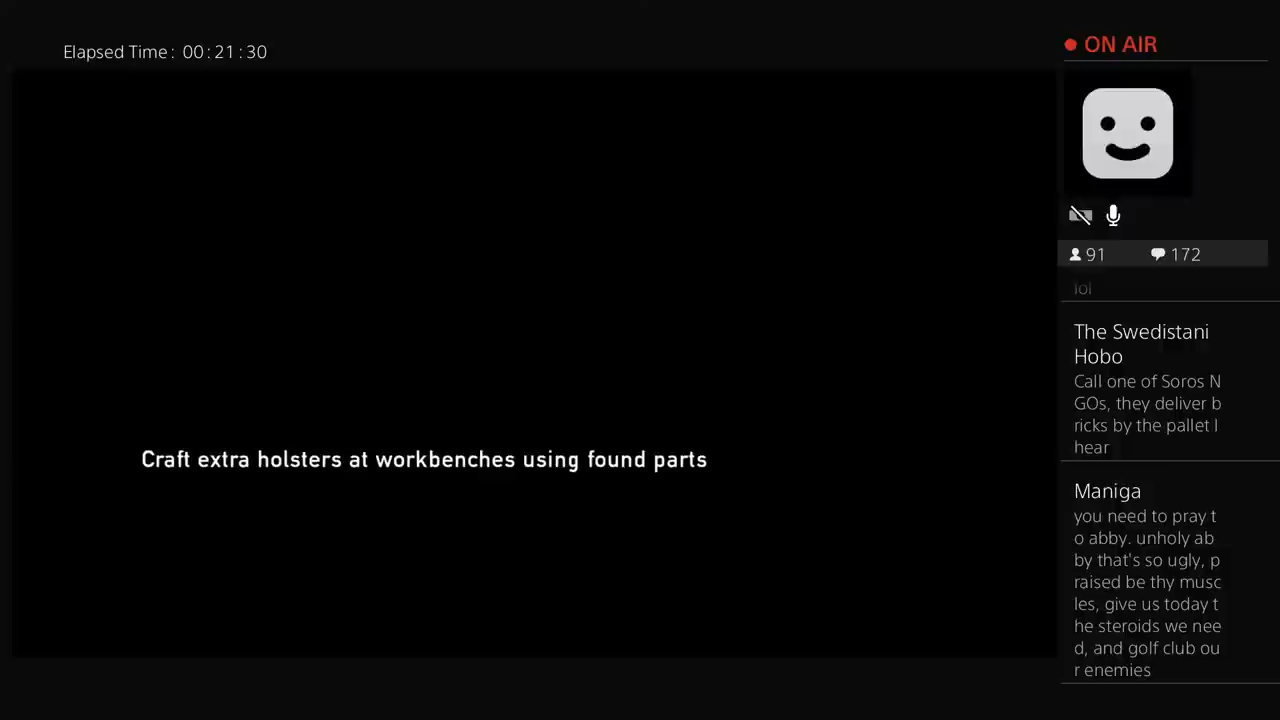 Elapsed Time: 00:21:30
ON AIR
91
172
lol
The Swedistani
Hobo
Call one of Soros N
GOs, they deliver b
ricks by the pallet I
hear
Craft extra holsters at workbenches using found parts
Maniga
you need to pray t
o abby. unholy ab
by that's so ugly, p
raised be thy musc
les, give us today t
he steroids we nee
d, and golf club ou
r enemies